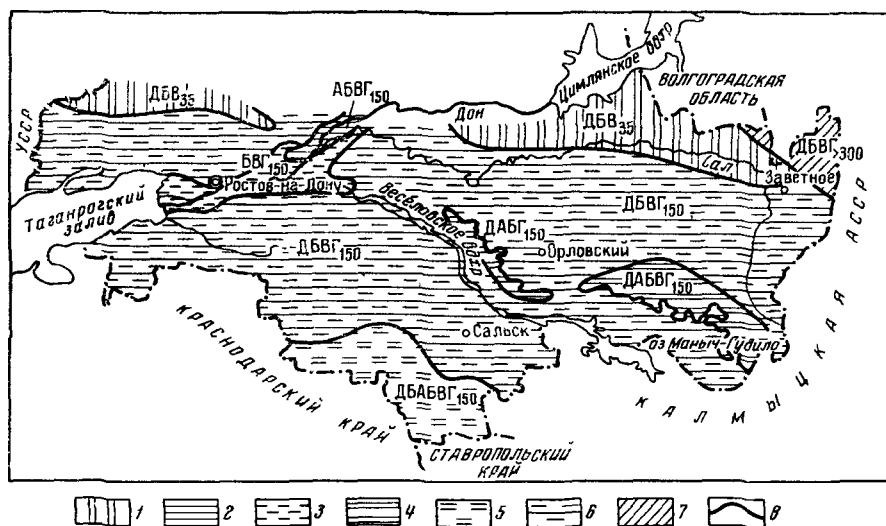 Цимлянское вдхр
ВОЛГОГРАДСКАЯ
ОБЛАСТЬ
УССР
ДБВ35
АБВГ150
Дон
ДБВ35
ДБВГ300
БВГ150
Ростов-на-Дону
Сал
Заветное
Таганрогский
залив
Весёловское вдхр
ДБВГ150
ДАБГ150
ДБВГ150
Орловский
ДАБВГ150
АССР
КРАСНОДАРСКИЙ КРАЙ
Сальск
оз Маныч-Гудило
ДБАБВГ150
КАЛМЫЦКАЯ
СТАВРОПОЛЬСКИЙ
КРАЙ
1 2 3 4 5 6 7 8